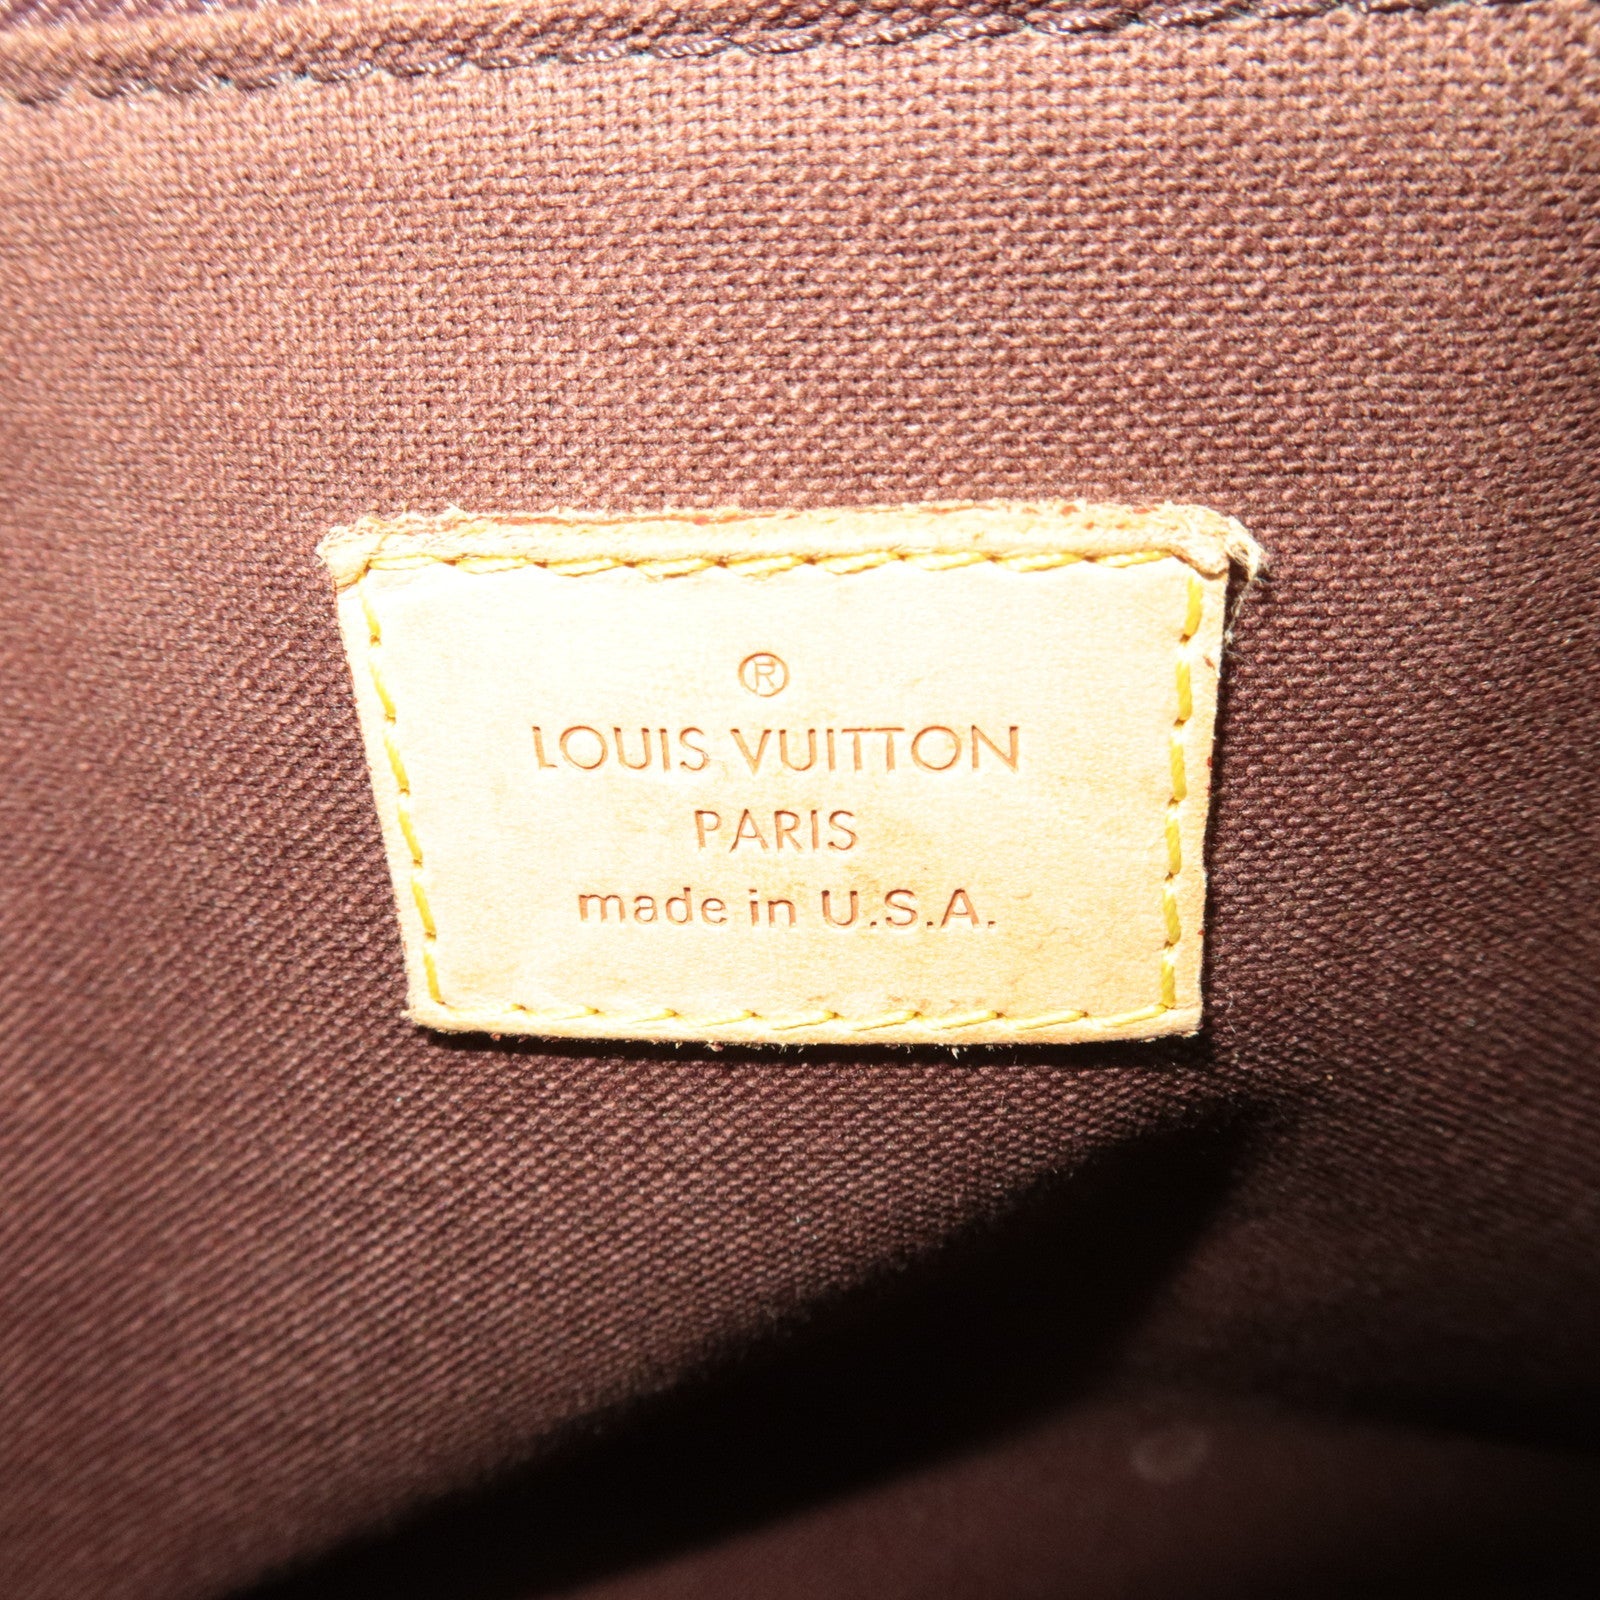 ®
LOUIS VUITTON
PARIS
made in U.S.A.